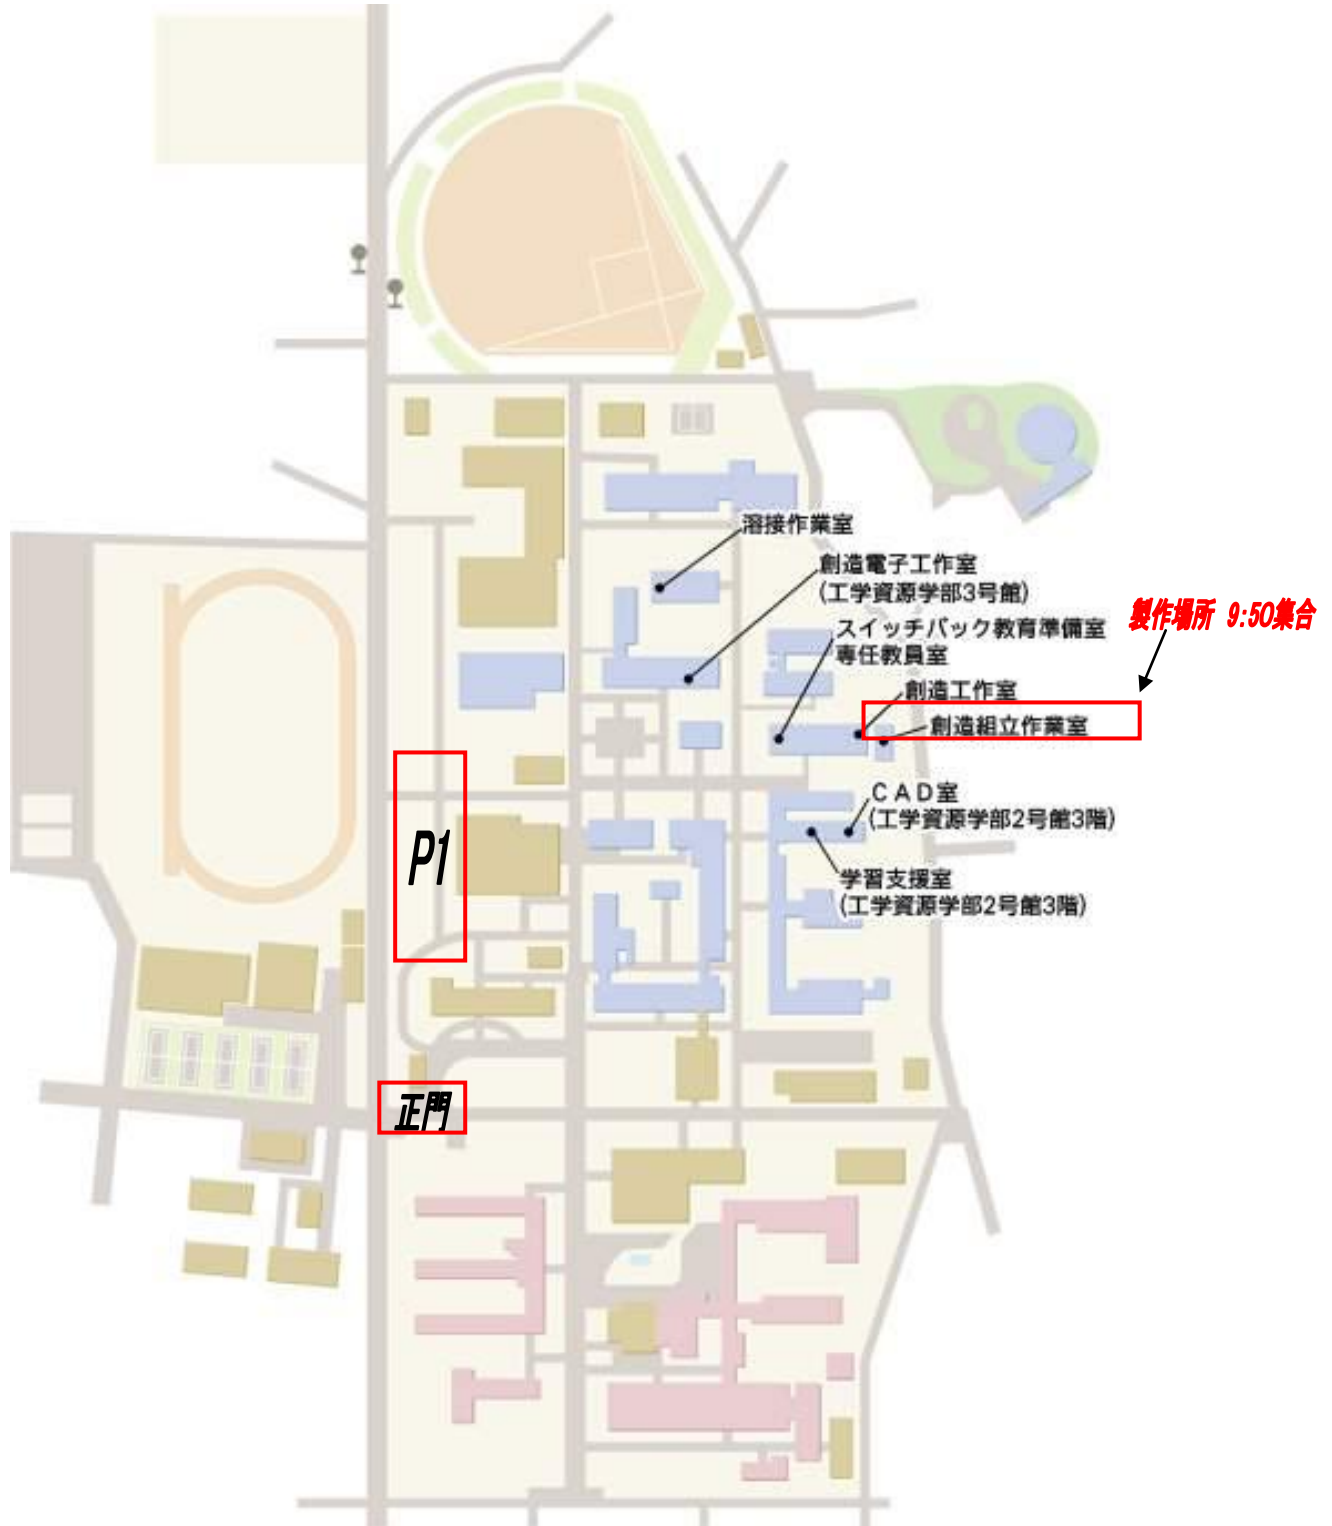 溶接作業室
創造電子工作室
(工学資源学部3号館)
製作場所 9:50集合
スイッチバック教育準備室
専任教員室
創造工作室
創造組立作業室
CAD室
(工学資源学部2号館3階)
P1
学習支援室
(工学資源学部2号館3階)
正門